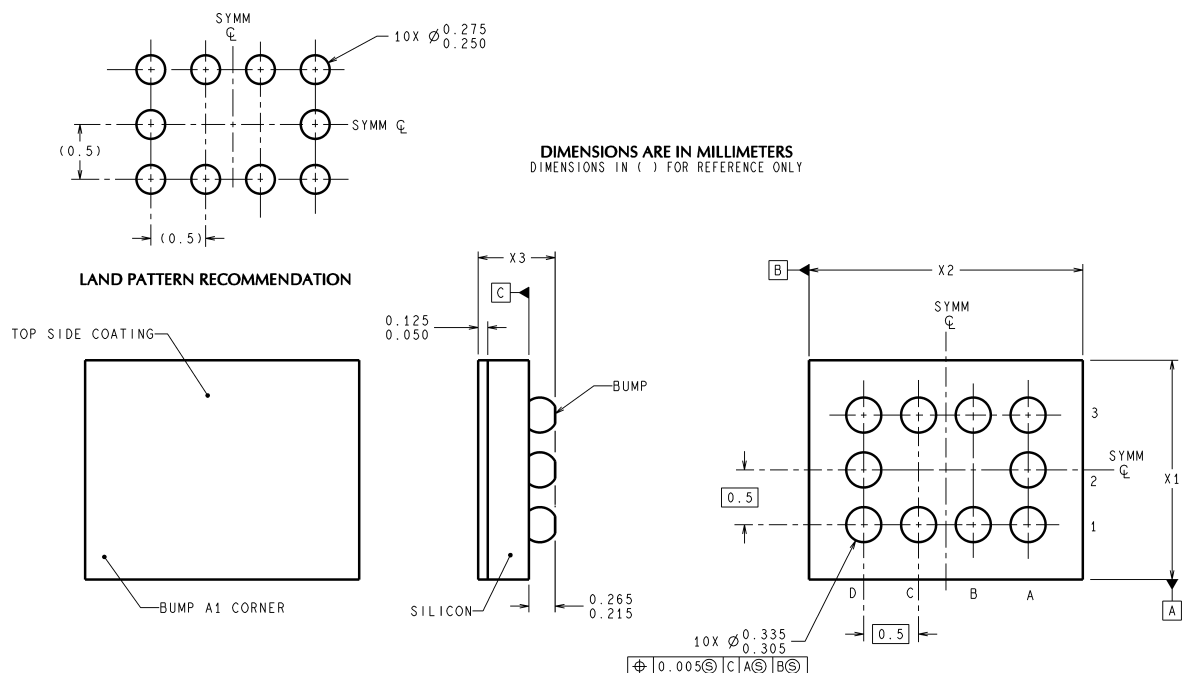 SYMM
℄
10X Ø 0.275
0.250
SYMM ℄
(0.5)
(0.5)
LAND PATTERN RECOMMENDATION
DIMENSIONS ARE IN MILLIMETERS
DIMENSIONS IN ( ) FOR REFERENCE ONLY
TOP SIDE COATING
BUMP A1 CORNER
X3
C
0.125
0.050
BUMP
SILICON
0.265
0.215
B
X2
SYMM
℄
3
SYMM
℄
2
X1
0.5
1
D C B A
A
0.5
10X Ø 0.335
0.305
⌖ 0.005Ⓢ C AⓈ BⓈ